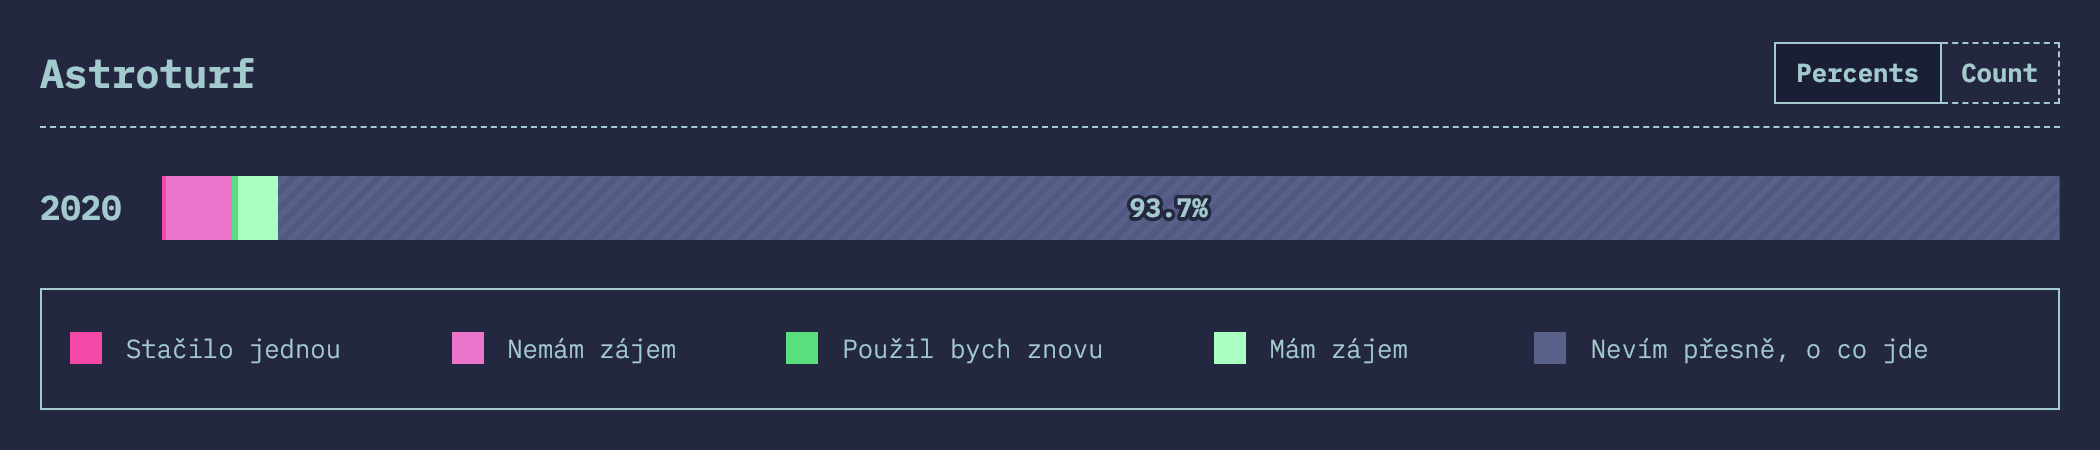 Astroturf
Percents Count
2020 93.7%
Stačilo jednou Nemám zájem Použil bych znovu Mám zájem Nevím přesně, o co jde